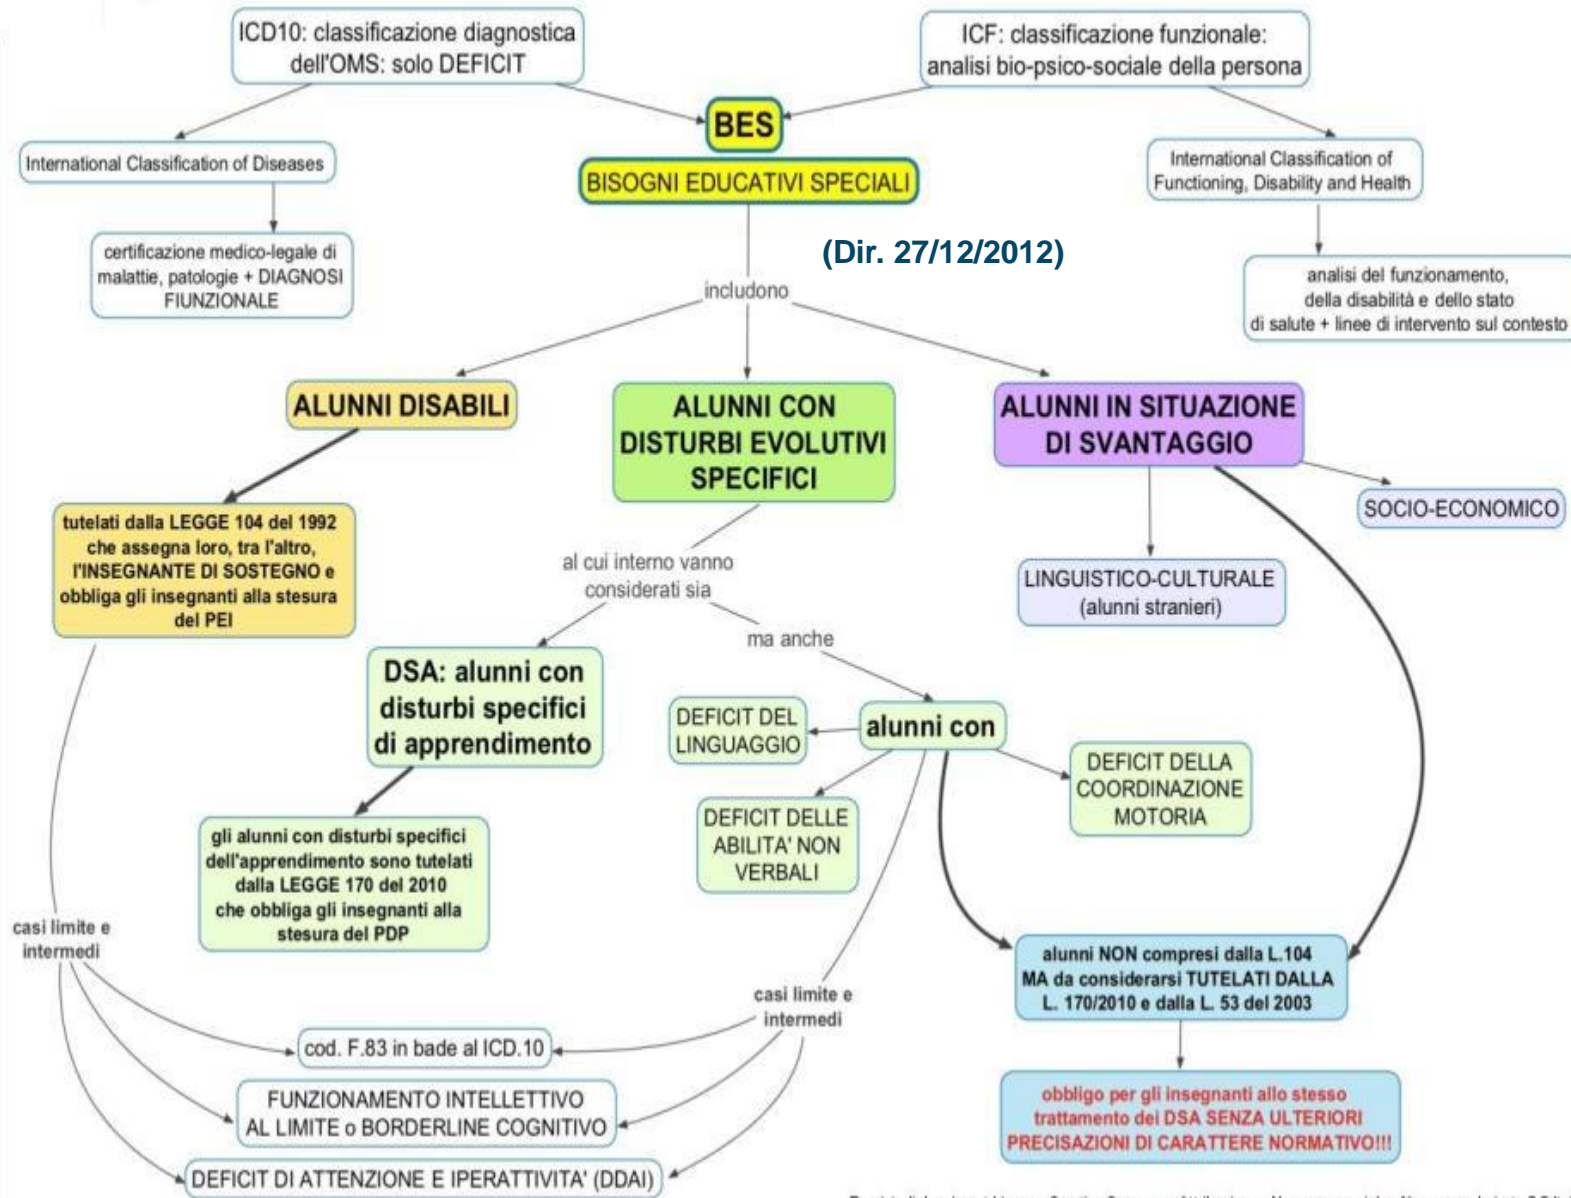 ICD10: classificazione diagnostica
dell'OMS: solo DEFICIT
ICF: classificazione funzionale:
analisi bio-psico-sociale della persona
BES
BISOGNI EDUCATIVI SPECIALI
International Classification of Diseases
International Classification of
Functioning, Disability and Health
certificazione medico-legale di
malattie, patologie + DIAGNOSI
FIUNZIONALE
(Dir. 27/12/2012)
analisi del funzionamento,
della disabilità e dello stato
di salute + linee di intervento sul contesto
includono
ALUNNI DISABILI
ALUNNI CON
DISTURBI EVOLUTIVI
SPECIFICI
ALUNNI IN SITUAZIONE
DI SVANTAGGIO
tutelati dalla LEGGE 104 del 1992
che assegna loro, tra l'altro,
l'INSEGNANTE DI SOSTEGNO e
obbliga gli insegnanti alla stesura
del PEI
al cui interno vanno
considerati sia
ma anche
SOCIO-ECONOMICO
LINGUISTICO-CULTURALE
(alunni stranieri)
DSA: alunni con
disturbi specifici
di apprendimento
DEFICIT DEL
LINGUAGGIO
alunni con
DEFICIT DELLA
COORDINAZIONE
MOTORIA
DEFICIT DELLE
ABILITA' NON
VERBALI
gli alunni con disturbi specifici
dell'apprendimento sono tutelati
dalla LEGGE 170 del 2010
che obbliga gli insegnanti alla
stesura del PDP
casi limite e
intermedi
casi limite e
intermedi
alunni NON compresi dalla L.104
MA da considerarsi TUTELATI DALLA
L. 170/2010 e dalla L. 53 del 2003
cod. F.83 in bade al ICD.10
FUNZIONAMENTO INTELLETTIVO
AL LIMITE o BORDERLINE COGNITIVO
DEFICIT DI ATTENZIONE E IPERATTIVITA' (DDAI)
obbligo per gli insegnanti allo stesso
trattamento dei DSA SENZA ULTERIORI
PRECISAZIONI DI CARATTERE NORMATIVO!!!